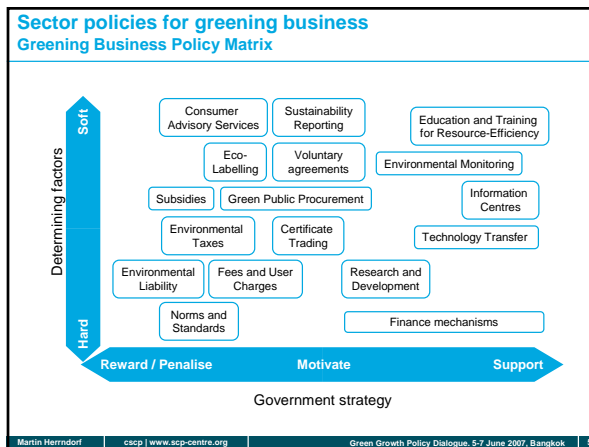 Sector policies for greening business
Greening Business Policy Matrix
Soft
Determining factors
Hard
Consumer
Advisory Services
Sustainability
Reporting
Education and Training
for Resource-Efficiency
Eco-
Labelling
Voluntary
agreements
Environmental Monitoring
Subsidies
Green Public Procurement
Information
Centres
Environmental
Taxes
Certificate
Trading
Technology Transfer
Environmental
Liability
Fees and User
Charges
Research and
Development
Norms and
Standards
Finance mechanisms
Reward / Penalise
Motivate
Support
Government strategy
Martin Herrndorf
cscp | www.scp-centre.org
Green Growth Policy Dialogue. 5-7 June 2007, Bangkok